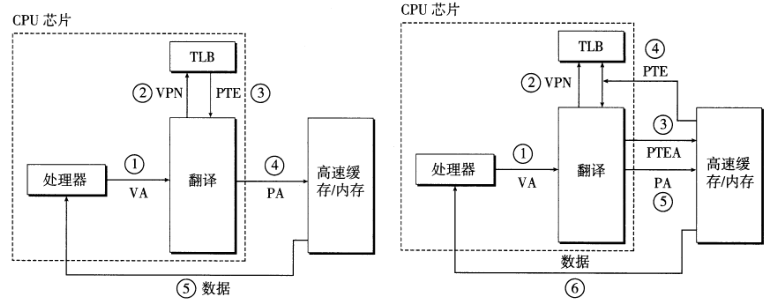 CPU 芯片
TLB
② VPN
PTE ③
处理器
①
VA
翻译
④
PA
高速缓
存/内存
⑤ 数据
CPU 芯片
TLB
④
② VPN
PTE
处理器
①
VA
翻译
③
PTEA
PA
⑤
高速缓
存/内存
数据
⑥